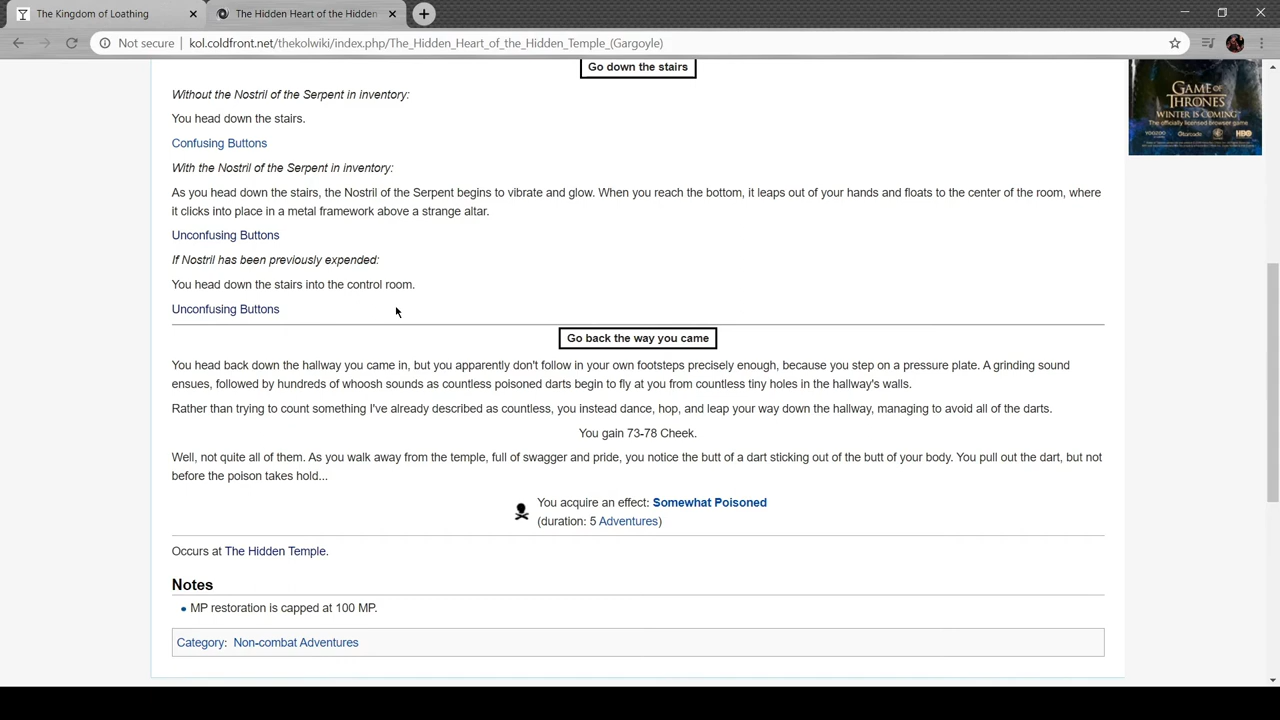 The Kingdom of Loathing
The Hidden Heart of the Hidden
Not secure
kol.coldfront.net/thekolwiki/index.php/The_Hidden_Heart_of_the_Hidden_Temple_(Gargoyle)
Go down the stairs
Without the Nostril of the Serpent in inventory:
You head down the stairs.
Confusing Buttons
With the Nostril of the Serpent in inventory:
As you head down the stairs, the Nostril of the Serpent begins to vibrate and glow. When you reach the bottom, it leaps out of your hands and floats to the center of the room, where
it clicks into place in a metal framework above a strange altar.
Unconfusing Buttons
If Nostril has been previously expended:
You head down the stairs into the control room.
Unconfusing Buttons
Go back the way you came
You head back down the hallway you came in, but you apparently don't follow in your own footsteps precisely enough, because you step on a pressure plate. A grinding sound
ensues, followed by hundreds of whoosh sounds as countless poisoned darts begin to fly at you from countless tiny holes in the hallway's walls.
Rather than trying to count something I've already described as countless, you instead dance, hop, and leap your way down the hallway, managing to avoid all of the darts.
You gain 73-78 Cheek.
Well, not quite all of them. As you walk away from the temple, full of swagger and pride, you notice the butt of a dart sticking out of the butt of your body. You pull out the dart, but not
before the poison takes hold...
You acquire an effect: Somewhat Poisoned
(duration: 5 Adventures)
Occurs at The Hidden Temple.
Notes
MP restoration is capped at 100 MP.
Category: Non-combat Adventures
GAME OF
THRONES
WINTER IS COMING
The officially licensed browser game
HBO